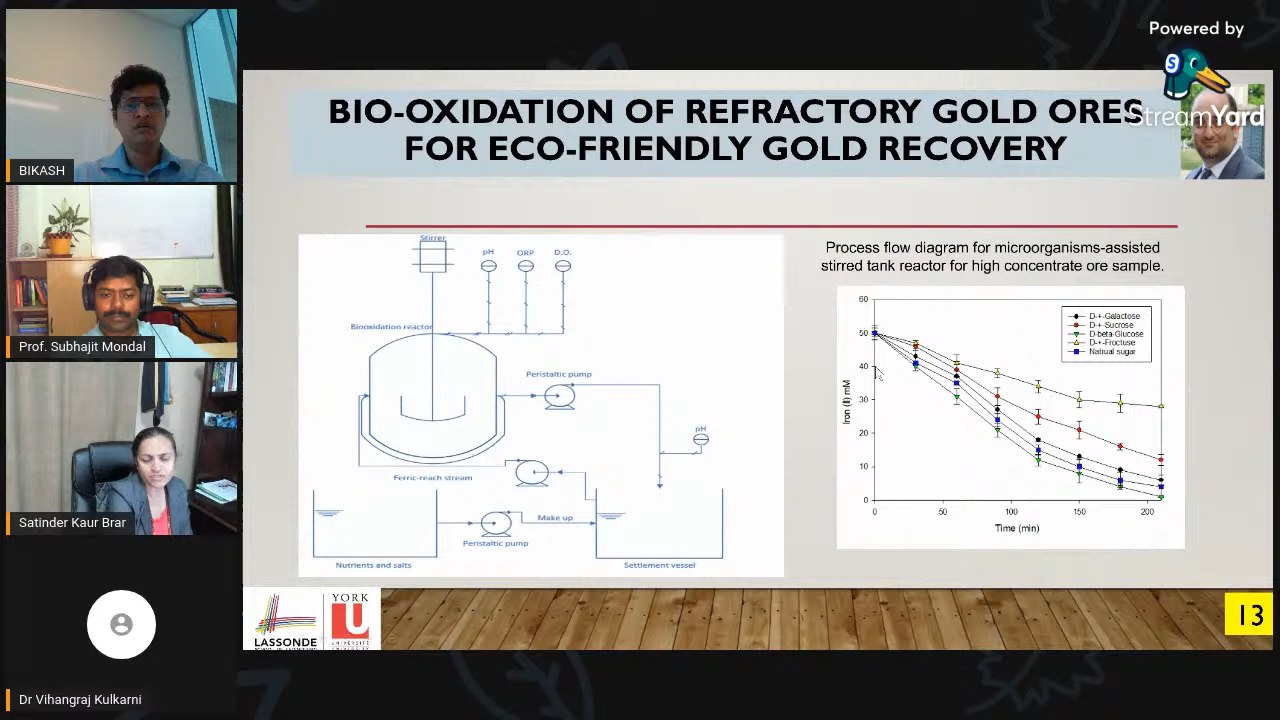 Powered by
StreamYard
BIKASH
Prof. Subhajit Mondal
Satinder Kaur Brar
Dr Vihangraj Kulkarni
BIO-OXIDATION OF REFRACTORY GOLD ORES
FOR ECO-FRIENDLY GOLD RECOVERY
Stirrer
pH
ORP
D.O.
Biooxidation reactor
Peristaltic pump
pH
Ferric-reach stream
Make up
Peristaltic pump
Nutrients and salts
Settlement vessel
Process flow diagram for microorganisms-assisted
stirred tank reactor for high concentrate ore sample.
60
50
40
30
20
10
0
Iron (II) mM
D-+-Galactose
D-+-Sucrose
D-beta-Glucose
D-+-Froctuse
Natrual sugar
0
50
100
150
200
Time (min)
LASSONDE
YORK
U
UNIVERSITÉ
UNIVERSITY
13